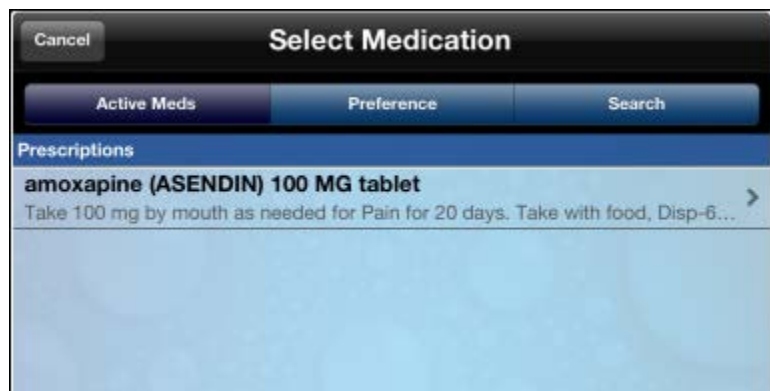 Cancel
Select Medication
Active Meds
Preference
Search
Prescriptions
amoxapine (ASENDIN) 100 MG tablet
Take 100 mg by mouth as needed for Pain for 20 days. Take with food, Disp-6...